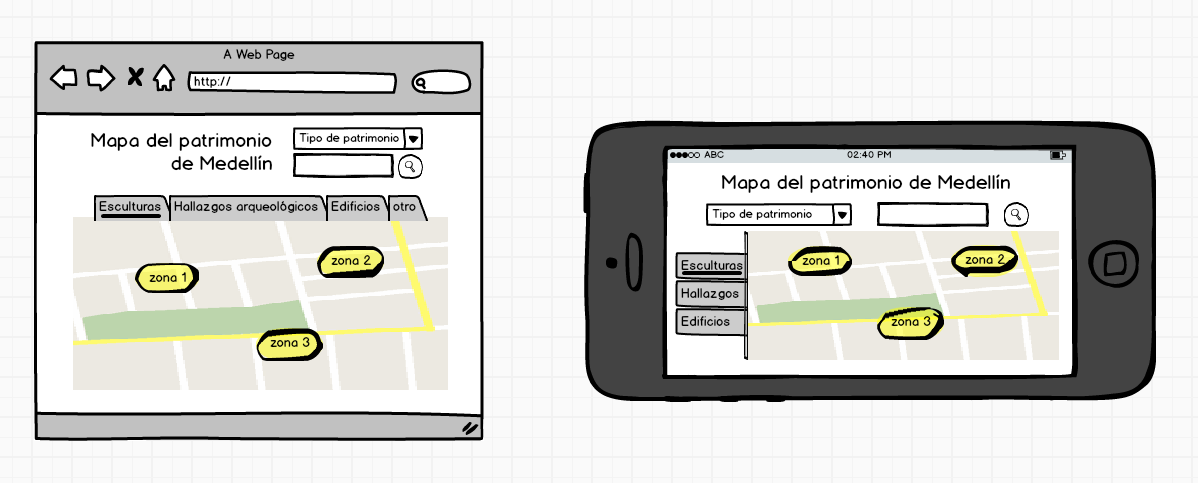 A Web Page
http://
Mapa del patrimonio
de Medellín
Tipo de patrimonio
Esculturas
Hallazgos arqueológicos
Edificios
otro
zona 1
zona 2
zona 3
ABC
02:40 PM
Mapa del patrimonio de Medellín
Tipo de patrimonio
Esculturas
Hallazgos
Edificios
zona 1
zona 2
zona 3